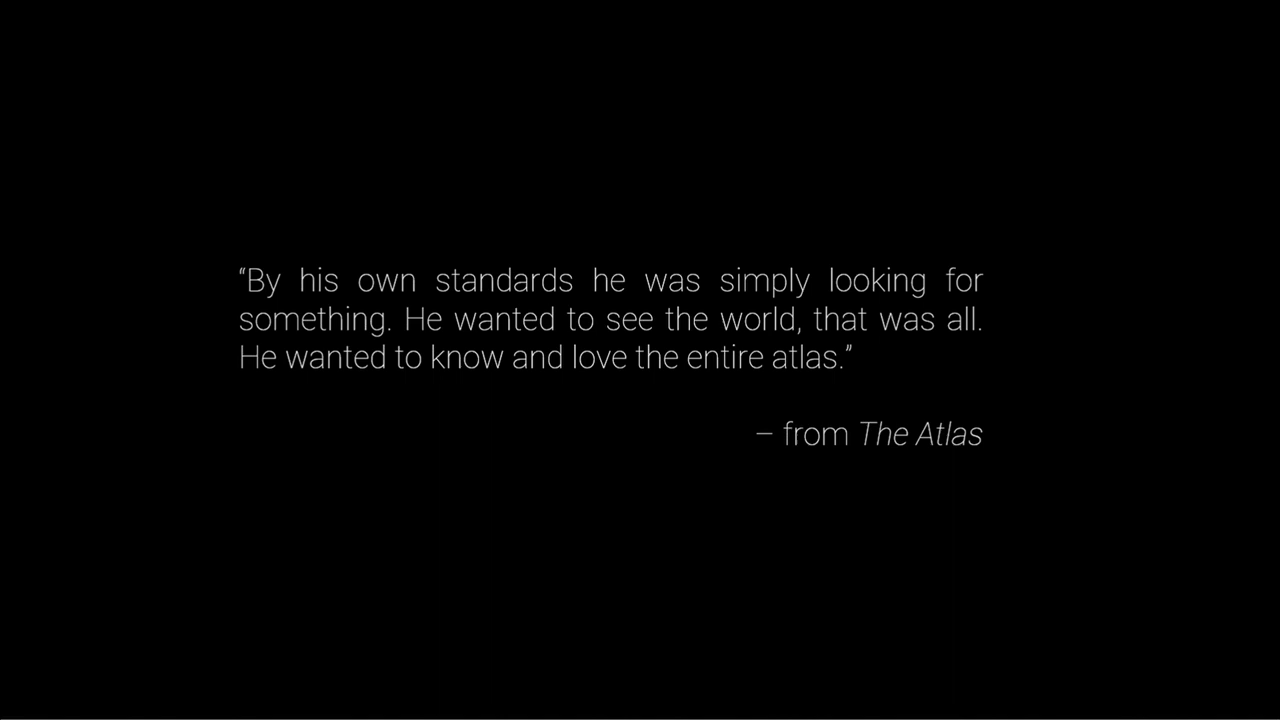 “By his own standards he was simply looking for
something. He wanted to see the world, that was all.
He wanted to know and love the entire atlas.”
– from The Atlas